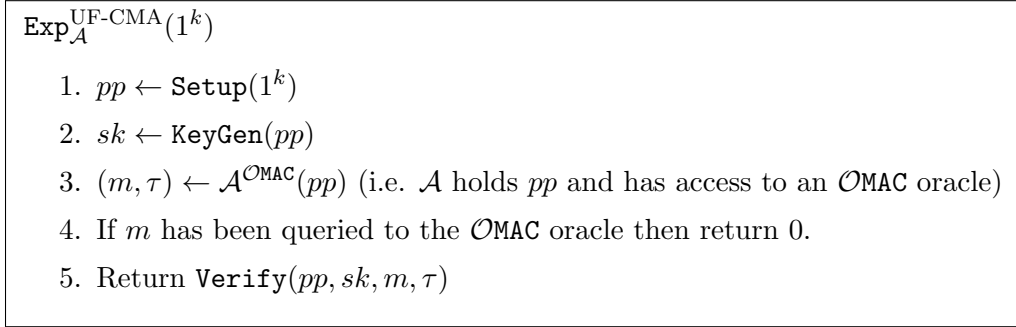 Exp_𝒜^UF-CMA(1^k)
1. pp ← Setup(1^k)
2. sk ← KeyGen(pp)
3. (m, τ) ← 𝒜^𝒪MAC(pp) (i.e. 𝒜 holds pp and has access to an 𝒪MAC oracle)
4. If m has been queried to the 𝒪MAC oracle then return 0.
5. Return Verify(pp, sk, m, τ)